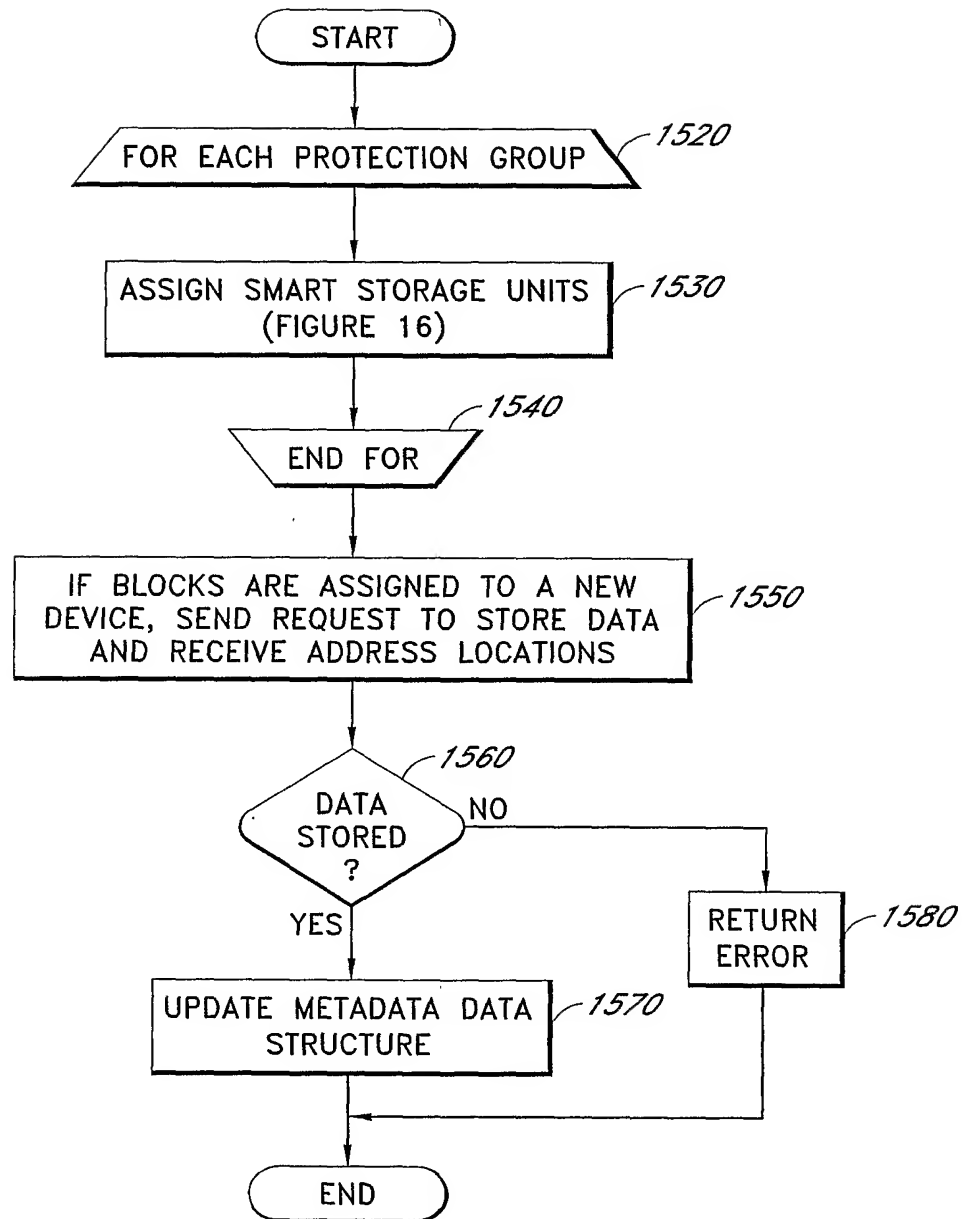 START
FOR EACH PROTECTION GROUP
1520
ASSIGN SMART STORAGE UNITS
(FIGURE 16)
1530
1540
END FOR
IF BLOCKS ARE ASSIGNED TO A NEW
DEVICE, SEND REQUEST TO STORE DATA
AND RECEIVE ADDRESS LOCATIONS
1550
1560
DATA
STORED
?
NO
YES
RETURN
ERROR
1580
UPDATE METADATA DATA
STRUCTURE
1570
END